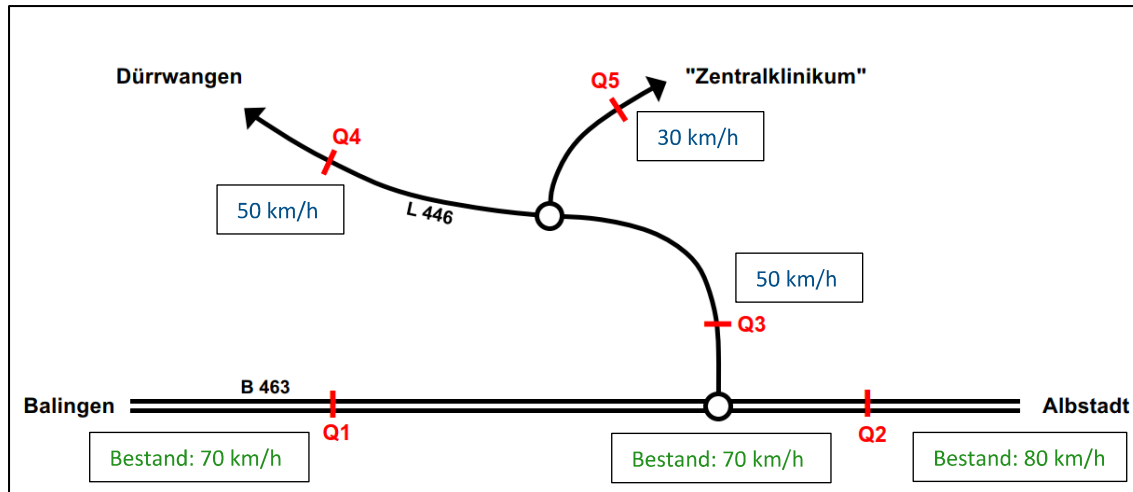 Dürrwangen
Q5
"Zentralklinikum"
Q4
30 km/h
50 km/h
L 446
50 km/h
Q3
B 463
Balingen
Albstadt
Q1
Q2
Bestand: 70 km/h
Bestand: 70 km/h
Bestand: 80 km/h